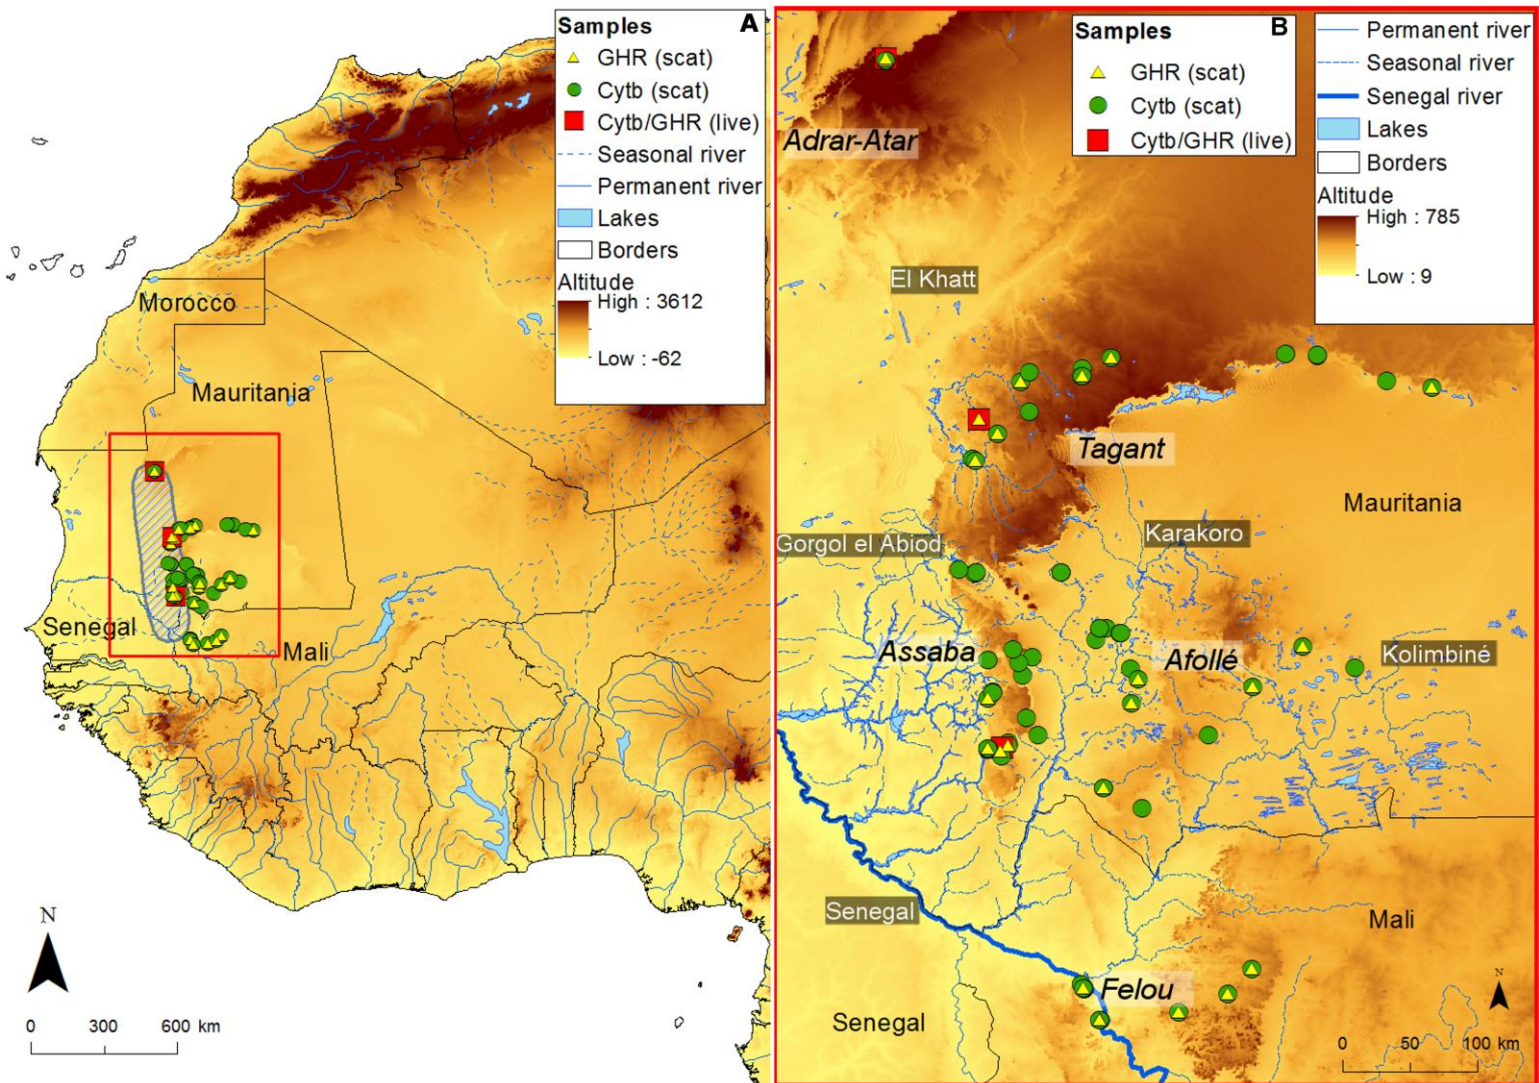 A
Samples
GHR (scat)
Cytb (scat)
Cytb/GHR (live)
Seasonal river
Permanent river
Lakes
Borders
Altitude
High : 3612
Low : -62
Morocco
Mauritania
Senegal
Mali
N
0 300 600 km
B
Samples
GHR (scat)
Cytb (scat)
Cytb/GHR (live)
Permanent river
Seasonal river
Senegal river
Lakes
Borders
Altitude
High : 785
Low : 9
Adrar-Atar
El Khatt
Tagant
Mauritania
Karakoro
Gorgol el Abiod
Assaba
Afollé
Kolimbiné
Senegal
Mali
Felou
Senegal
N
0 50 100 km